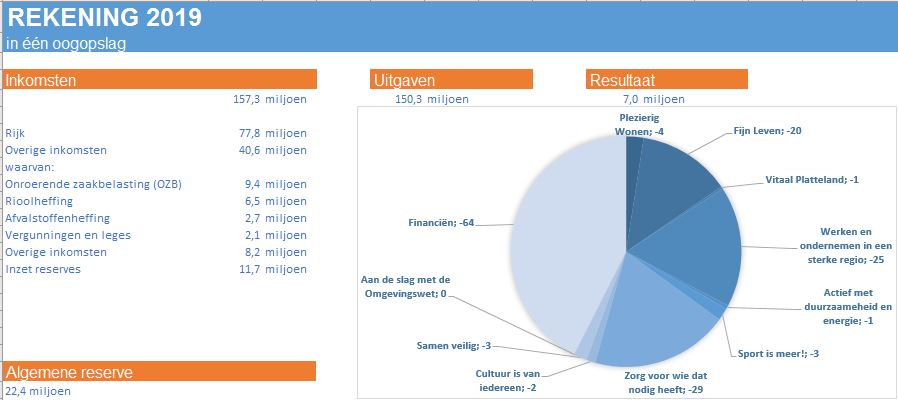 REKENING 2019
in één oogopslag
Inkomsten
157,3 miljoen
Rijk 77,8 miljoen
Overige inkomsten 40,6 miljoen
waarvan:
Onroerende zaakbelasting (OZB) 9,4 miljoen
Rioolheffing 6,5 miljoen
Afvalstoffenheffing 2,7 miljoen
Vergunningen en leges 2,1 miljoen
Overige inkomsten 8,2 miljoen
Inzet reserves 11,7 miljoen
Algemene reserve
22,4 miljoen
Uitgaven
150,3 miljoen
Resultaat
7,0 miljoen
Plezierig
Wonen; -4
Fijn Leven; -20
Vitaal Platteland; -1
Werken en
ondernemen in een
sterke regio; -25
Actief met
duurzaameheid en
energie; -1
Sport is meer!; -3
Zorg voor wie dat
nodig heeft; -29
Cultuur is van
iedereen; -2
Samen veilig; -3
Aan de slag met de
Omgevingswet; 0
Financiën; -64